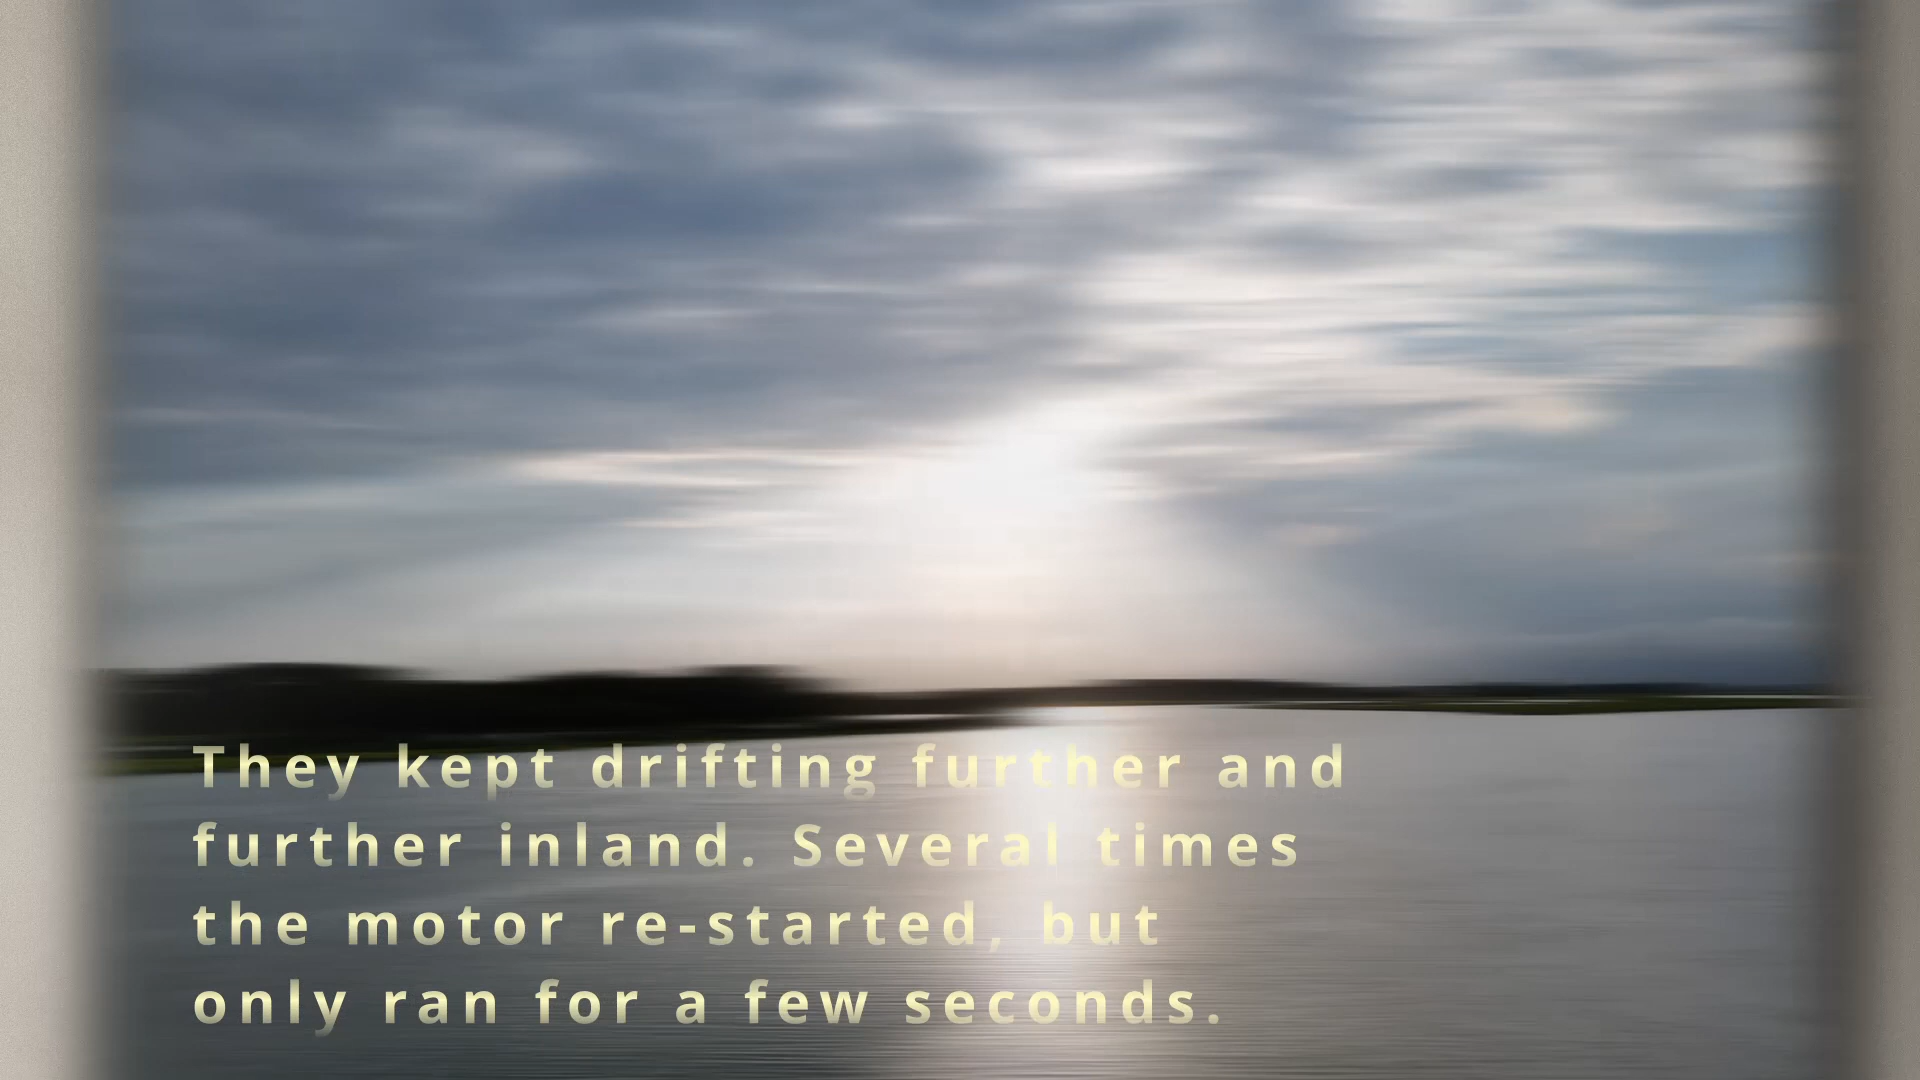 They kept drifting further and
further inland. Several times
the motor re-started, but
only ran for a few seconds.